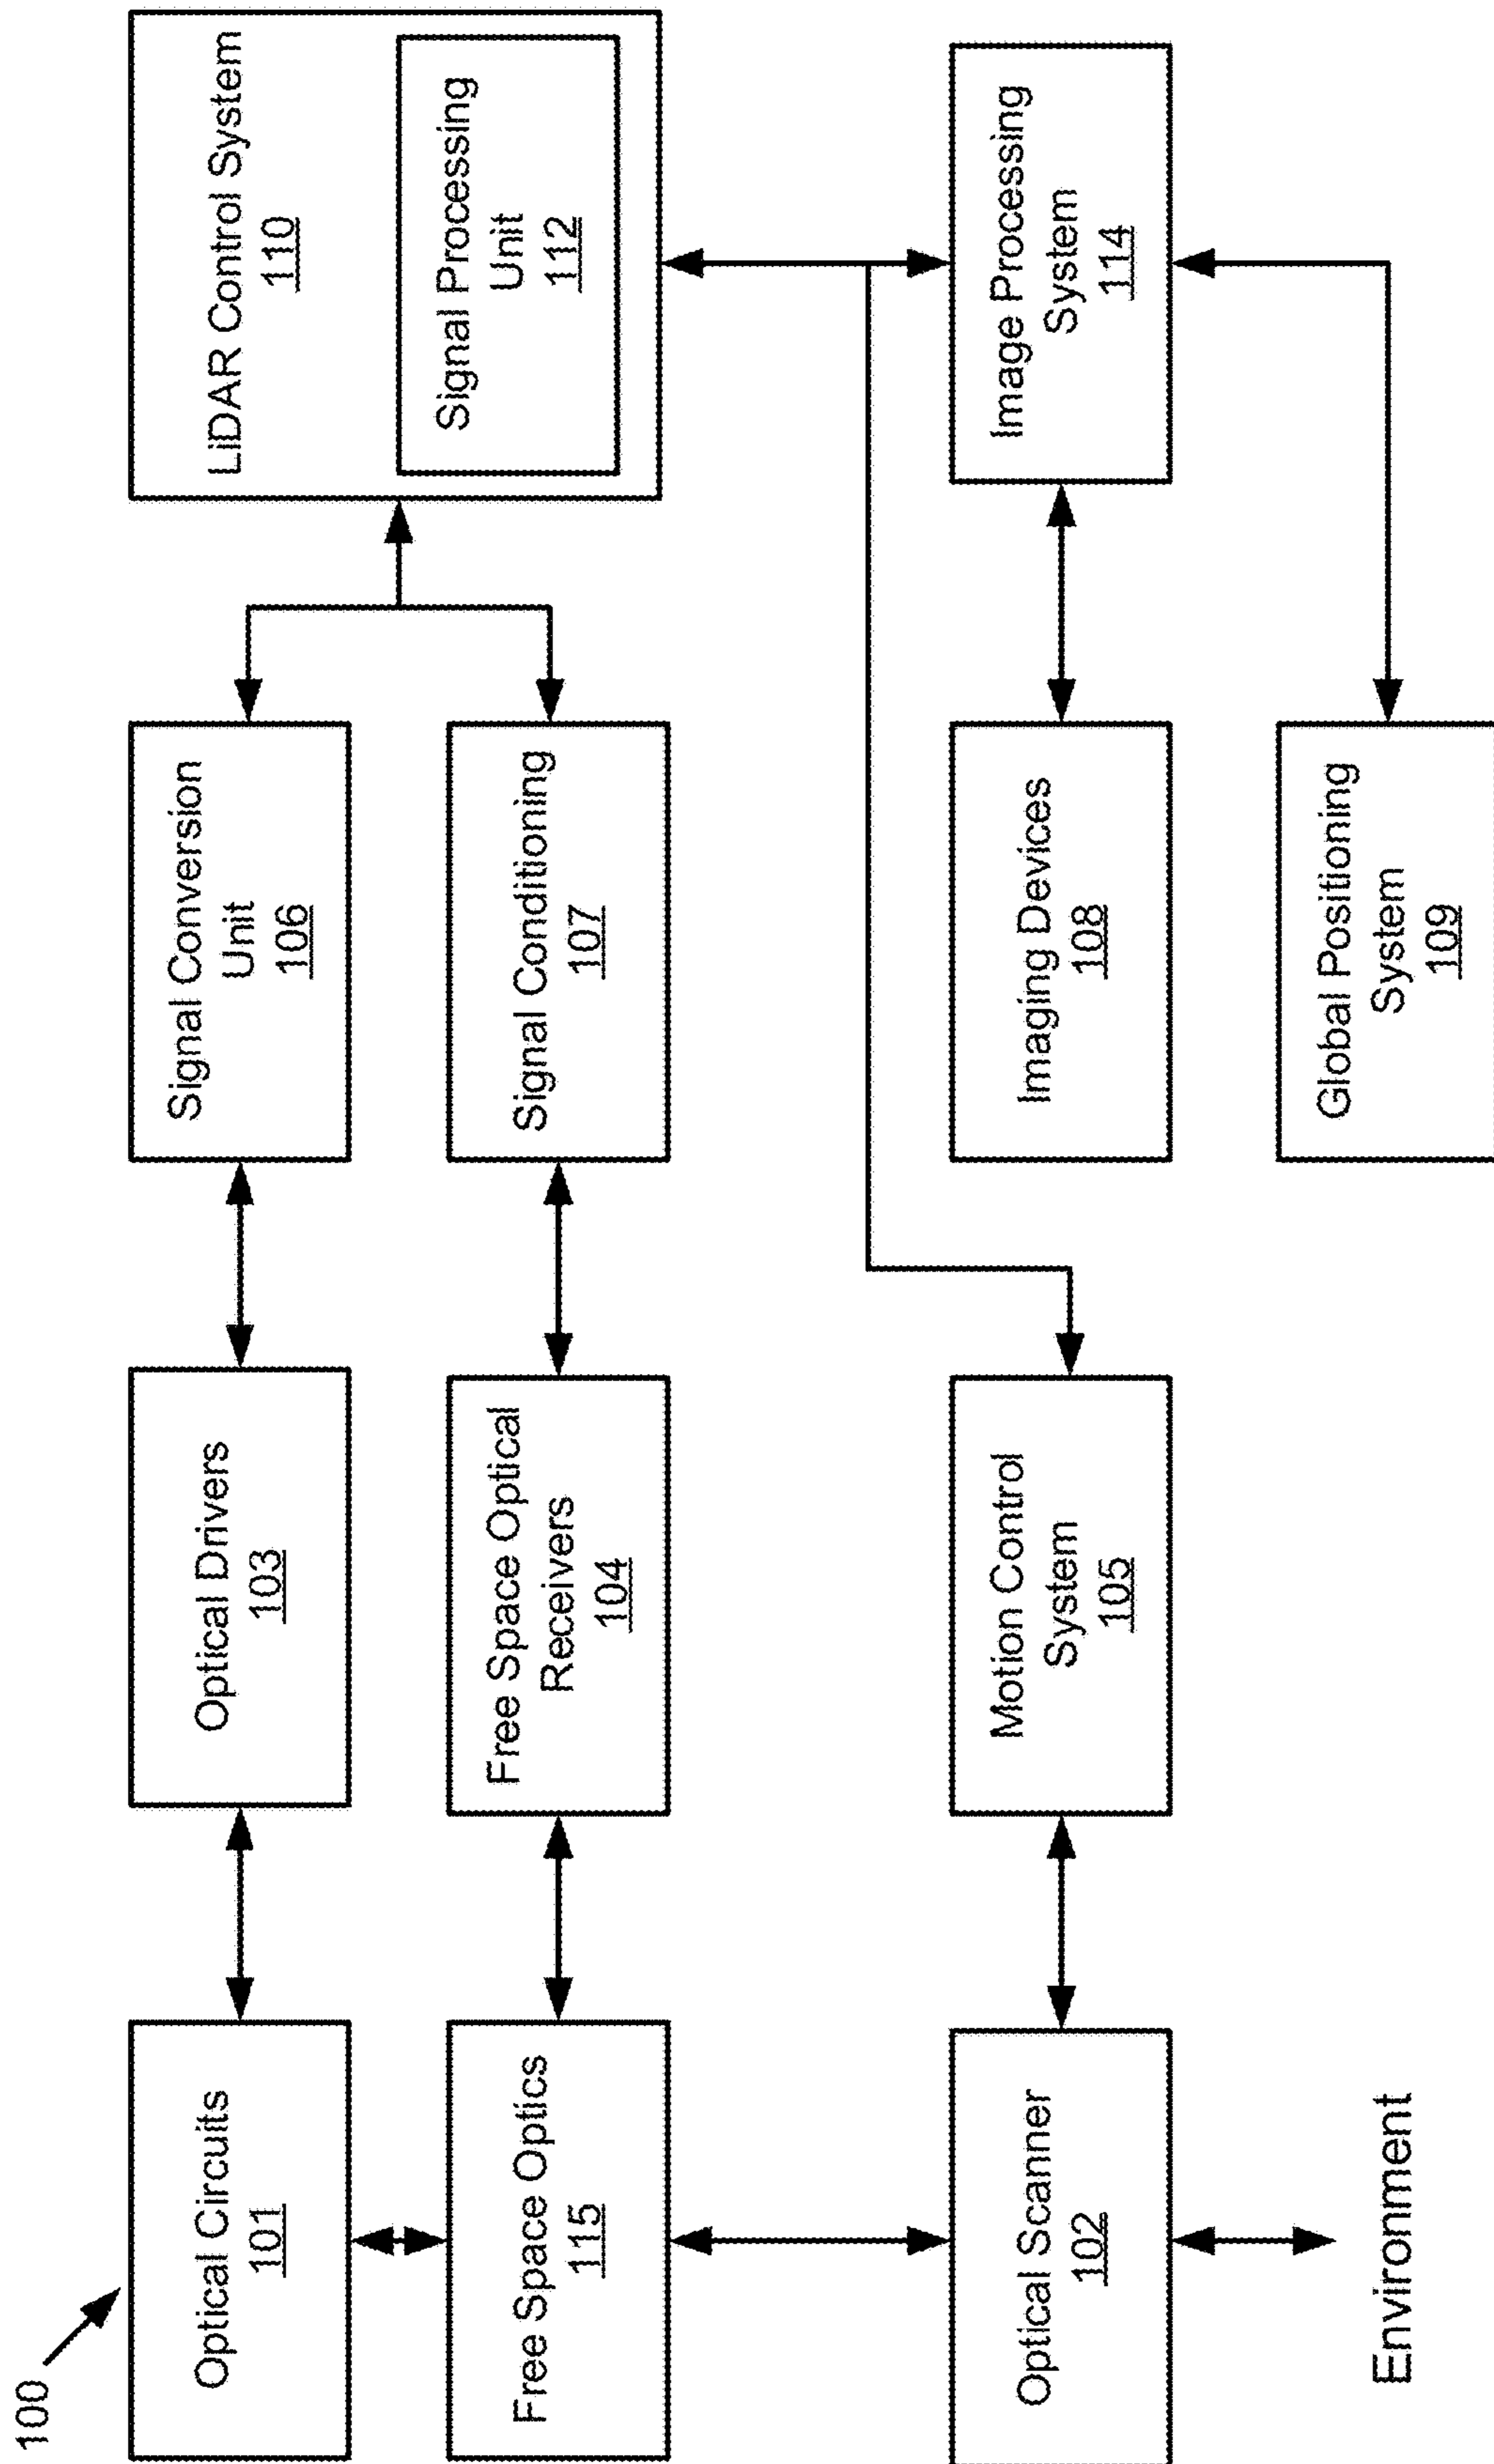 100
Optical Circuits
101
Optical Drivers
103
Signal Conversion
Unit
106
LiDAR Control System
110
Signal Processing
Unit
112
Free Space Optics
115
Free Space Optical
Receivers
104
Signal Conditioning
107
Optical Scanner
102
Motion Control
System
105
Imaging Devices
108
Image Processing
System
114
Environment
Global Positioning
System
109